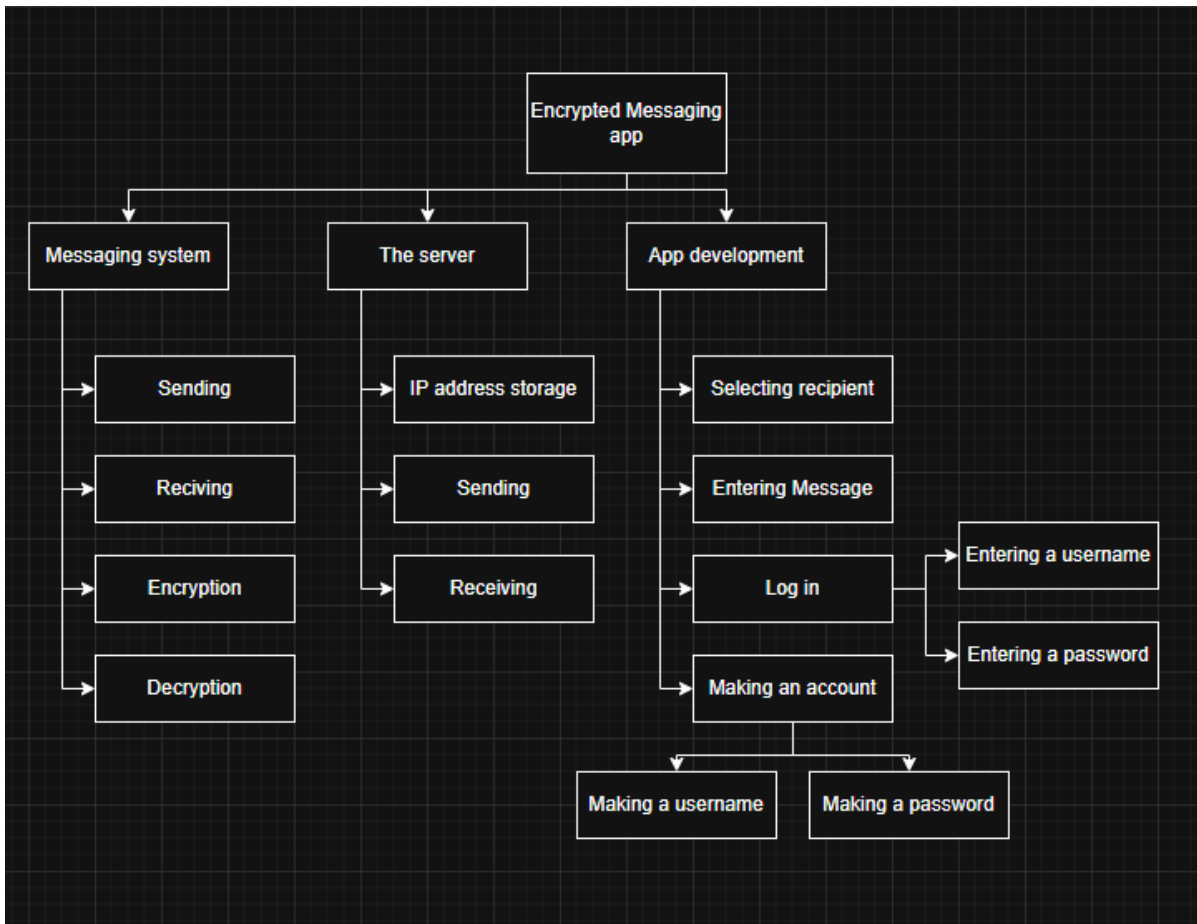 Encrypted Messaging
app
Messaging system
The server
App development
Sending
IP address storage
Selecting recipient
Reciving
Sending
Entering Message
Entering a username
Encryption
Receiving
Log in
Entering a password
Decryption
Making an account
Making a username
Making a password